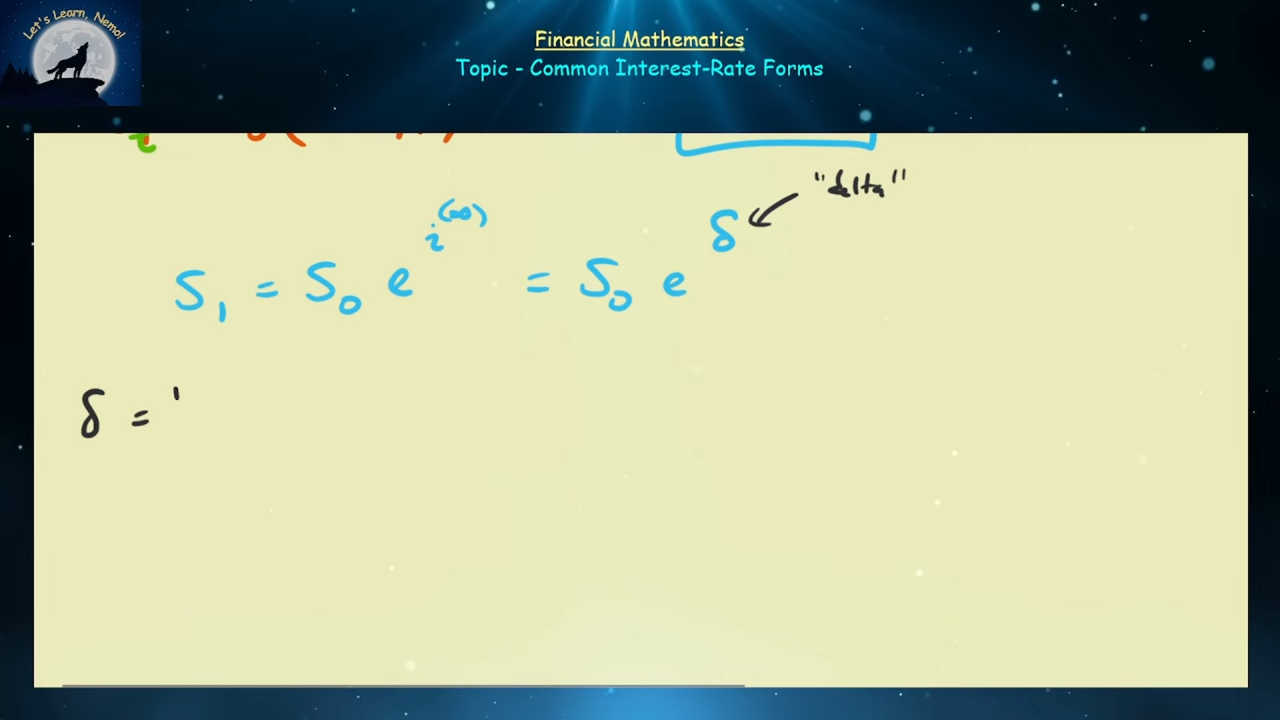 Let's Learn, Nemo!
Financial Mathematics
Topic - Common Interest-Rate Forms
"delta"
S₁ = S₀ e^{i^{(∞)}} = S₀ e^δ
δ = '